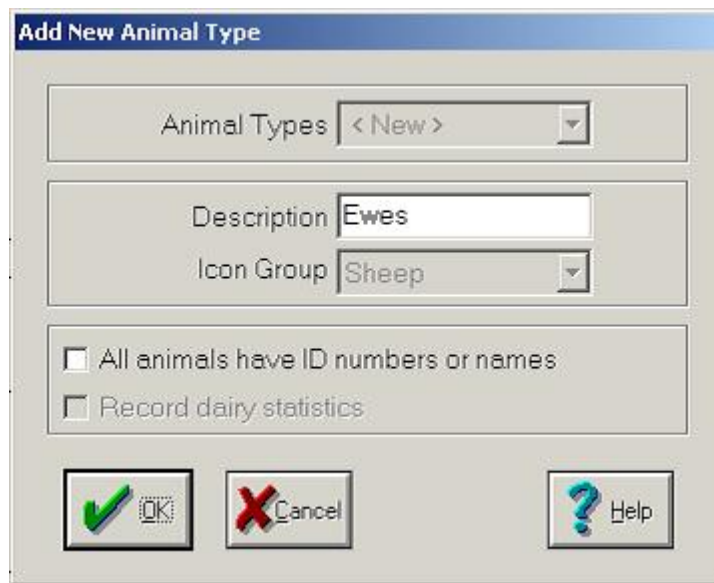 Add New Animal Type
Animal Types < New >
Description Ewes
Icon Group Sheep
All animals have ID numbers or names
Record dairy statistics
OK Cancel Help